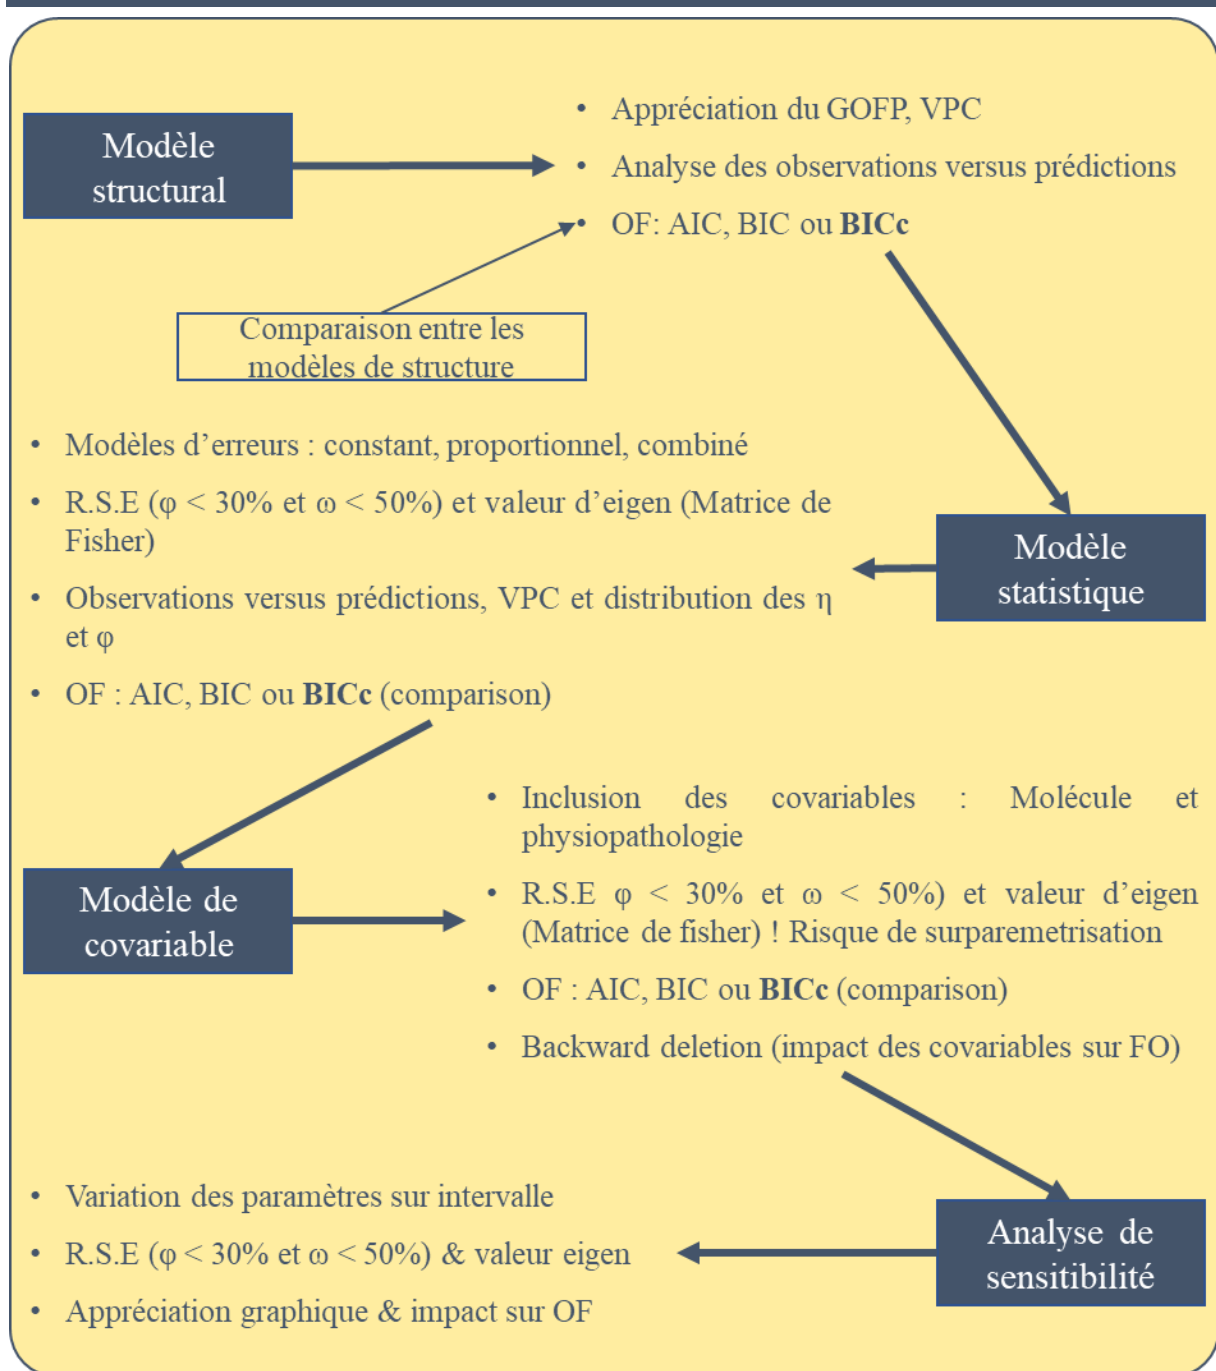 Modèle
structural
• Appréciation du GOFP, VPC
• Analyse des observations versus prédictions
• OF: AIC, BIC ou BICc
Comparaison entre les
modèles de structure
• Modèles d’erreurs : constant, proportionnel, combiné
• R.S.E (φ < 30% et ω < 50%) et valeur d’eigen (Matrice de
Fisher)
• Observations versus prédictions, VPC et distribution des η
et φ
• OF : AIC, BIC ou BICc (comparison)
Modèle
statistique
Modèle de
covariable
• Inclusion des covariables : Molécule et
physiopathologie
• R.S.E φ < 30% et ω < 50%) et valeur d’eigen
(Matrice de fisher) ! Risque de surparemetrisation
• OF : AIC, BIC ou BICc (comparison)
• Backward deletion (impact des covariables sur FO)
• Variation des paramètres sur intervalle
• R.S.E (φ < 30% et ω < 50%) & valeur eigen
• Appréciation graphique & impact sur OF
Analyse de
sensitibilité